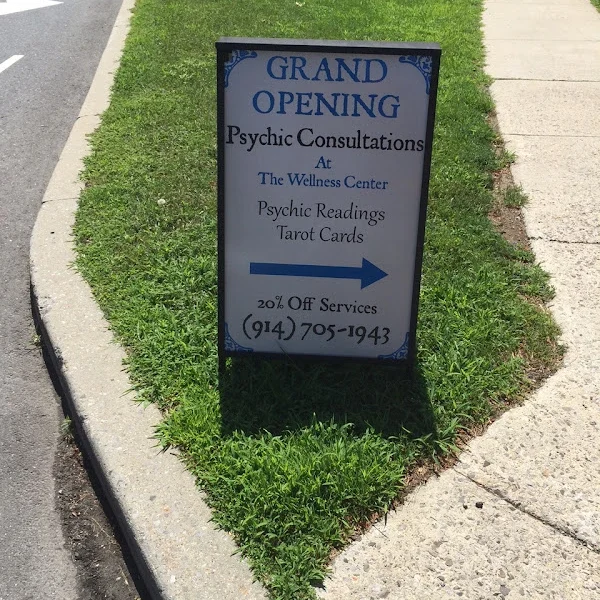 GRAND
OPENING
Psychic Consultations
At
The Wellness Center
Psychic Readings
Tarot Cards
20% Off Services
(914) 705-1943